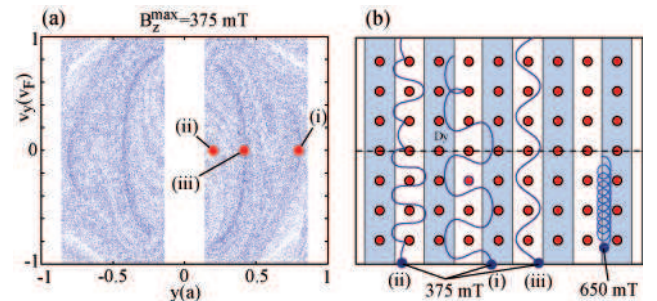 (a)
B_z^max=375 mT
(b)
v_y(v_F)
1
0
-1
(ii)
(i)
(iii)
Dy
-1
-0.5
0
0.5
1
y(a)
(ii)
(i)
(iii)
375 mT
650 mT